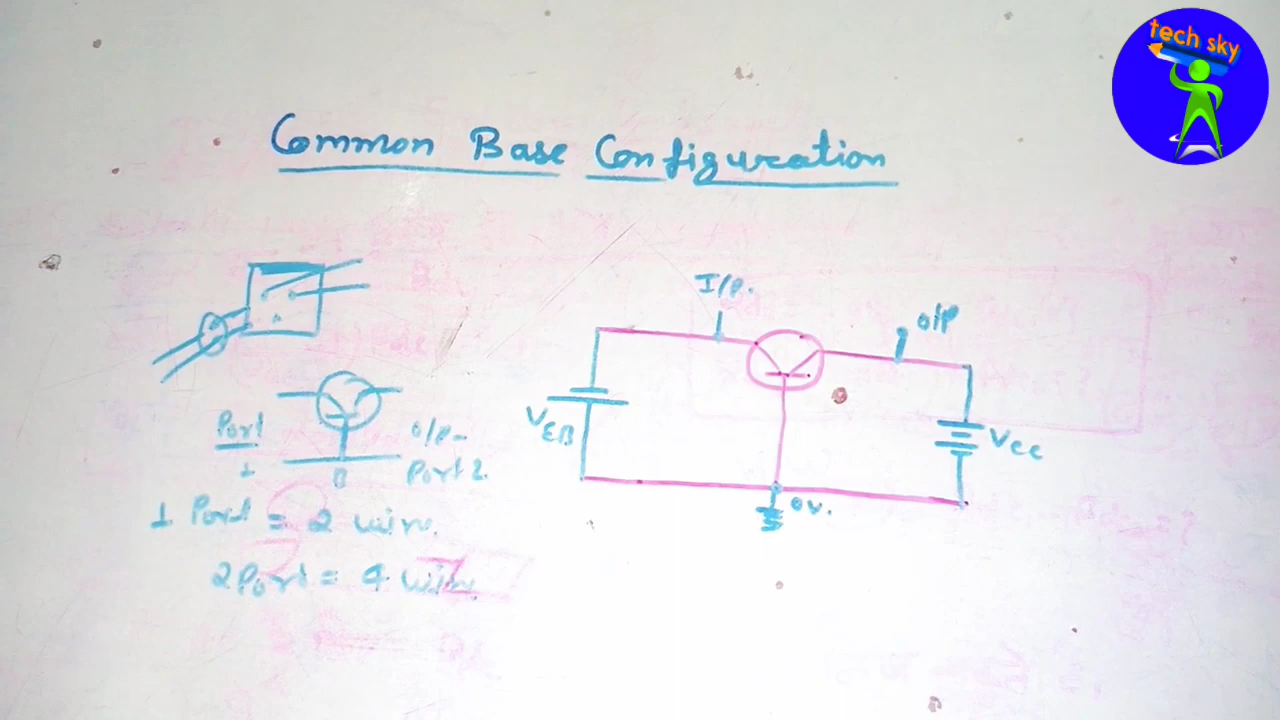 tech sky
Common Base Configuration
I/P.
O/P
VEB
VCC
0V.
Port
1
B
O/P-
Port 2.
1 Port = 2 wire.
2 Port = 4 wire.